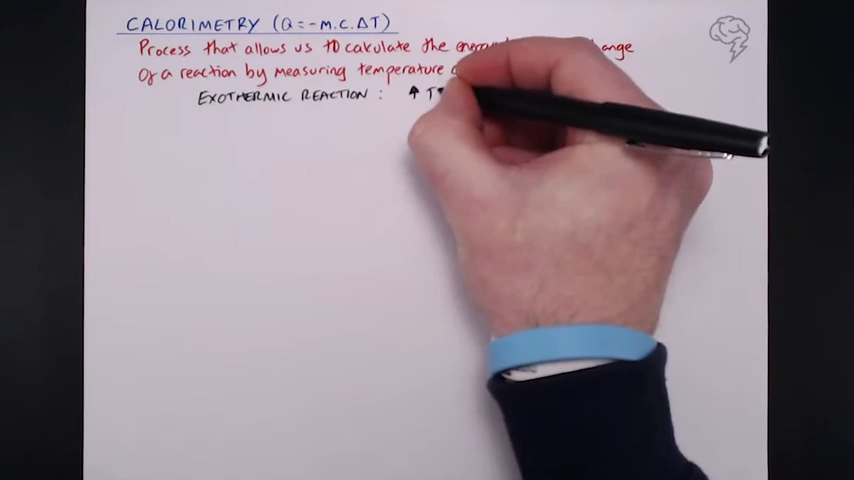 CALORIMETRY (Q = -M.C.ΔT)
Process that allows us to calculate the
of a reaction by measuring temperature
EXOTHERMIC REACTION : ↑ T